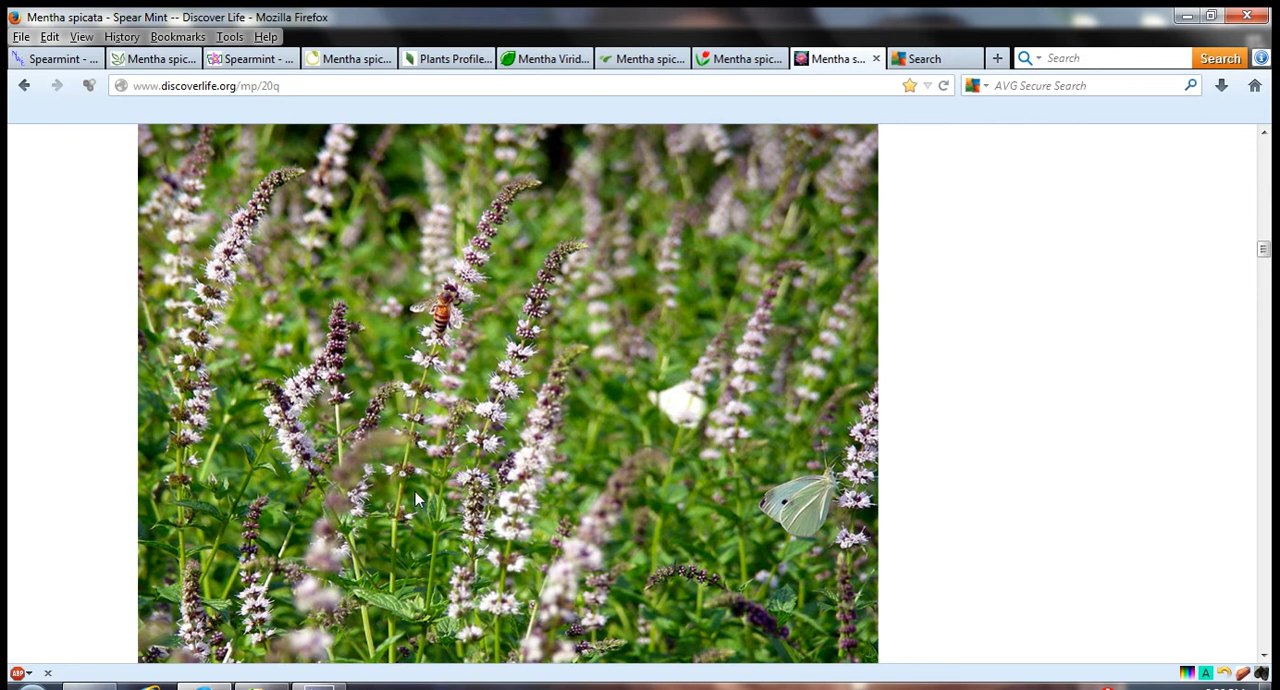 Mentha spicata - Spear Mint -- Discover Life - Mozilla Firefox
File Edit View History Bookmarks Tools Help
Spearmint - ... Mentha spic... Spearmint - ... Mentha spic... Plants Profile... Mentha Virid... Mentha spic... Mentha spic... Mentha s... Search Search Search
www.discoverlife.org/mp/20q AVG Secure Search
ABP A